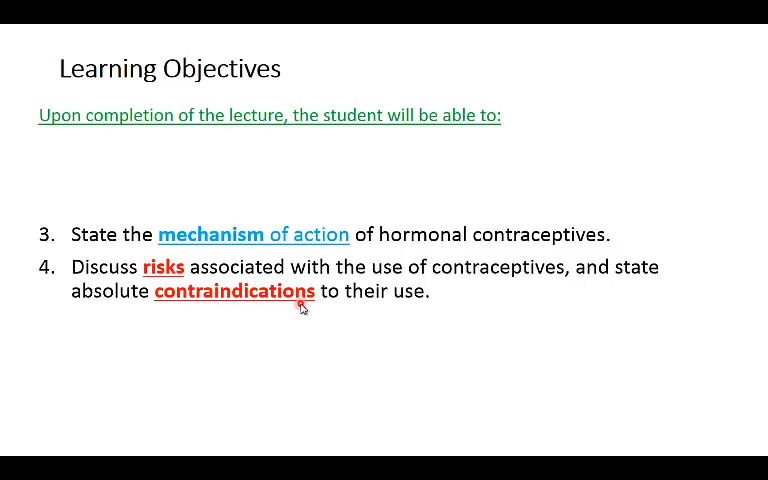 Learning Objectives
Upon completion of the lecture, the student will be able to:
3. State the mechanism of action of hormonal contraceptives.
4. Discuss risks associated with the use of contraceptives, and state
absolute contraindications to their use.